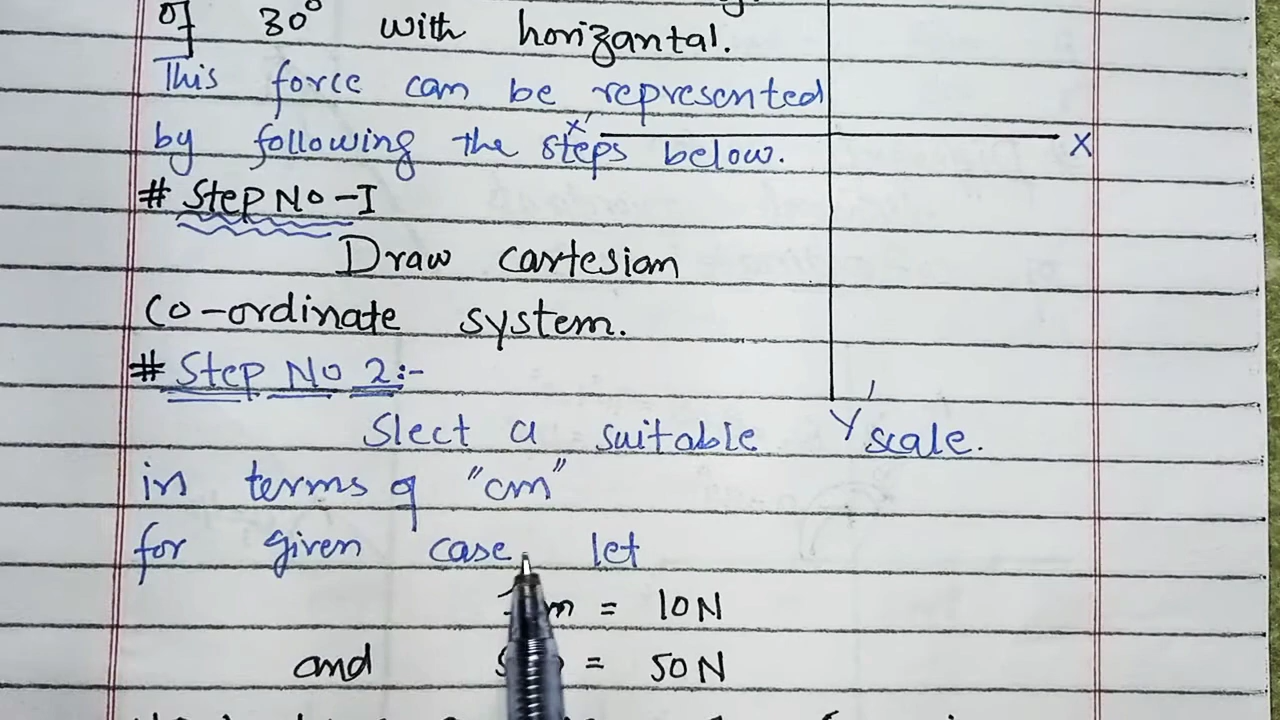 of 30° with horizantal.
This force can be represented
X'
by following the steps below.
X
# Step No-I
Draw cartesian
Co-ordinate system.
# Step No 2:-
Y'
Slect a suitable scale.
in terms of "cm"
for given case, let
= 10N
and = 50N